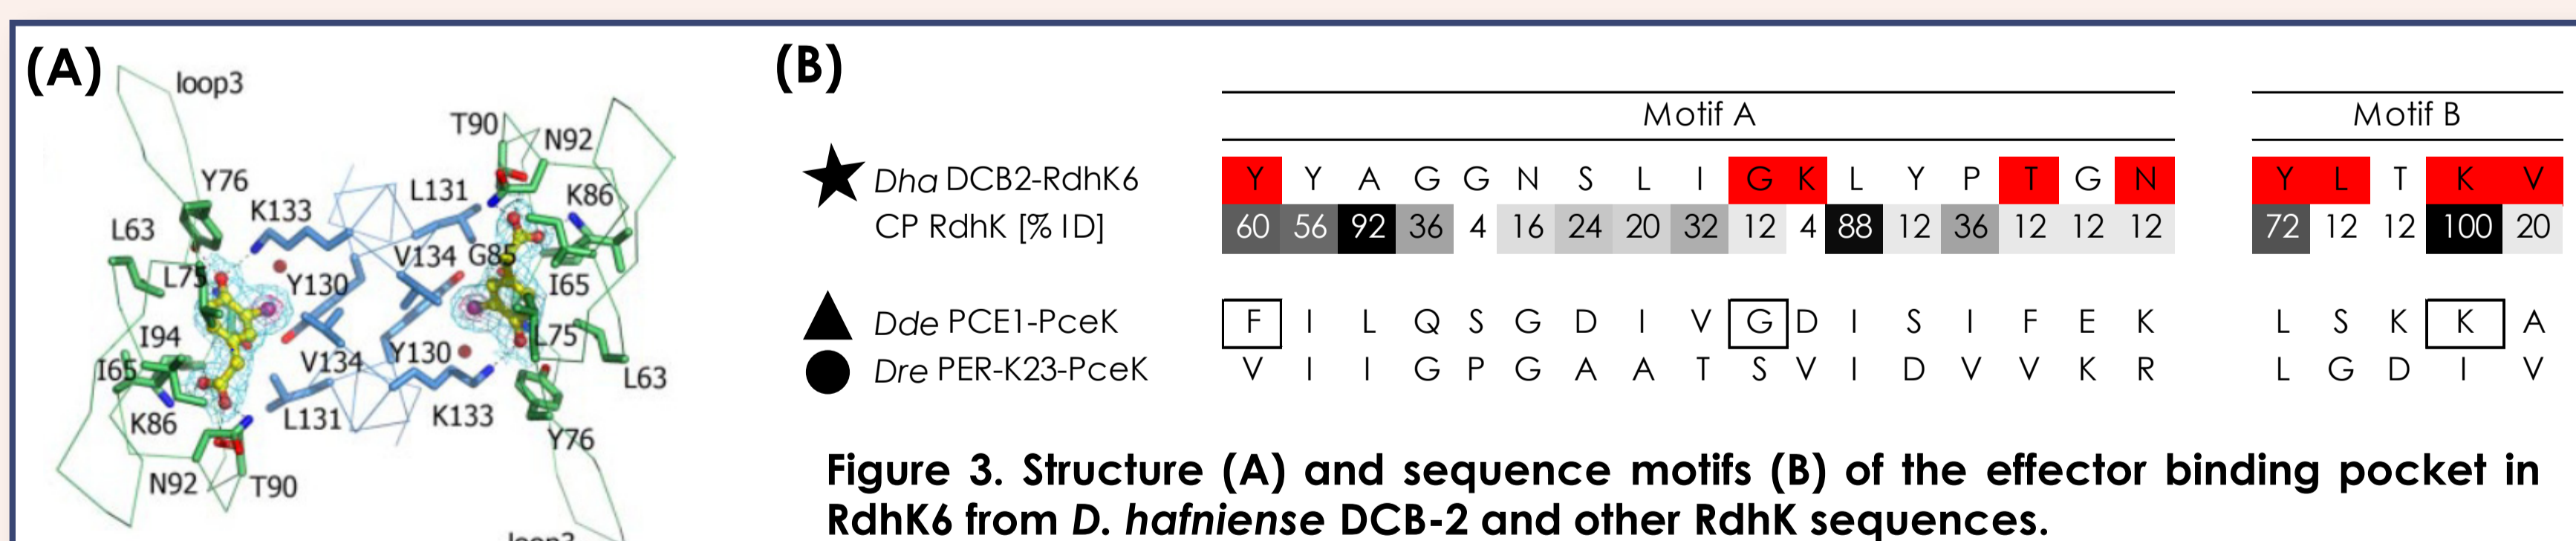 (A)
loop3
T90
N92
Y76
L131
K86
K133
L63
V134 G85
L75
Y130
I65
I94
L75
I65
V134
Y130
L63
K86
L131
K133
Y76
N92
T90
(B)
Motif A Motif B
Dha DCB2-RdhK6 Y Y A G G N S L I G K L Y P T G N Y L T K V
CP RdhK [% ID] 60 56 92 36 4 16 24 20 32 12 4 88 12 36 12 12 12 72 12 12 100 20
Dde PCE1-PceK F I L Q S G D I V G D I S I F E K L S K K A
Dre PER-K23-PceK V I I G P G A A T S V I D V V K R L G D I V
Figure 3. Structure (A) and sequence motifs (B) of the effector binding pocket in
RdhK6 from D. hafniense DCB-2 and other RdhK sequences.